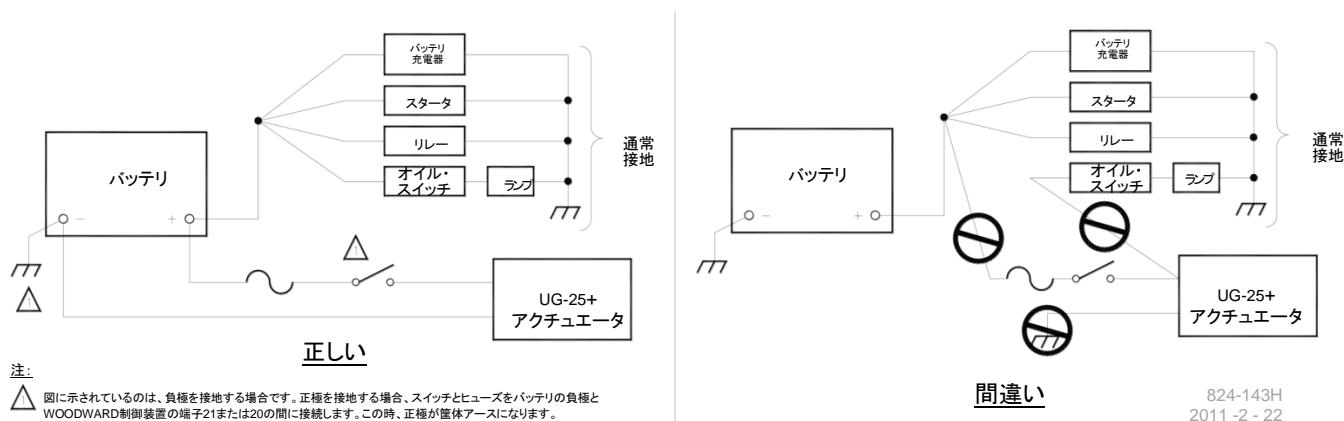 バッテリ
充電器
スタータ
リレー
オイル・
スイッチ
ランプ
通常
接地
バッテリ
−
+
1
1
UG-25+
アクチュエータ
正しい
注:
1
図に示されているのは、負極を接地する場合です。正極を接地する場合、スイッチとヒューズをバッテリの負極と
WOODWARD制御装置の端子21または20の間に接続します。この時、正極が筐体アースになります。
バッテリ
充電器
スタータ
リレー
オイル・
スイッチ
ランプ
通常
接地
バッテリ
−
+
UG-25+
アクチュエータ
間違い
824-143H
2011 -2 - 22